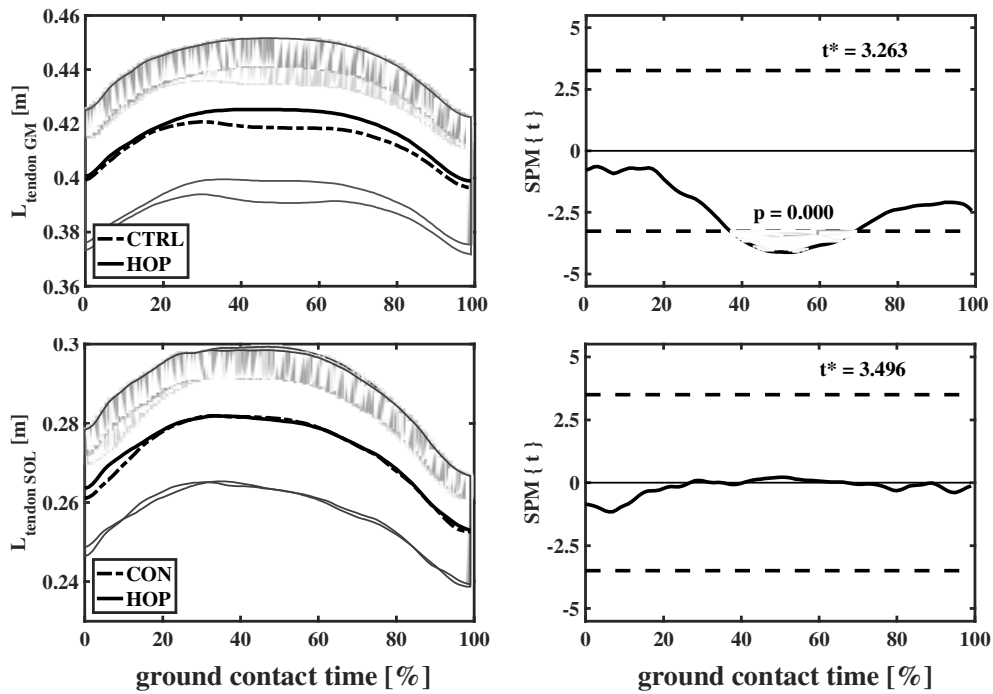 0.46
0.44
0.42
0.4
0.38
0.36
L tendon GM [m]
CTRL
HOP
0 20 40 60 80 100
5
2.5
0
-2.5
-5
SPM { t }
t* = 3.263
p = 0.000
0 20 40 60 80 100
0.3
0.28
0.26
0.24
L tendon SOL [m]
CON
HOP
0 20 40 60 80 100
ground contact time [%]
5
2.5
0
-2.5
-5
SPM { t }
t* = 3.496
0 20 40 60 80 100
ground contact time [%]